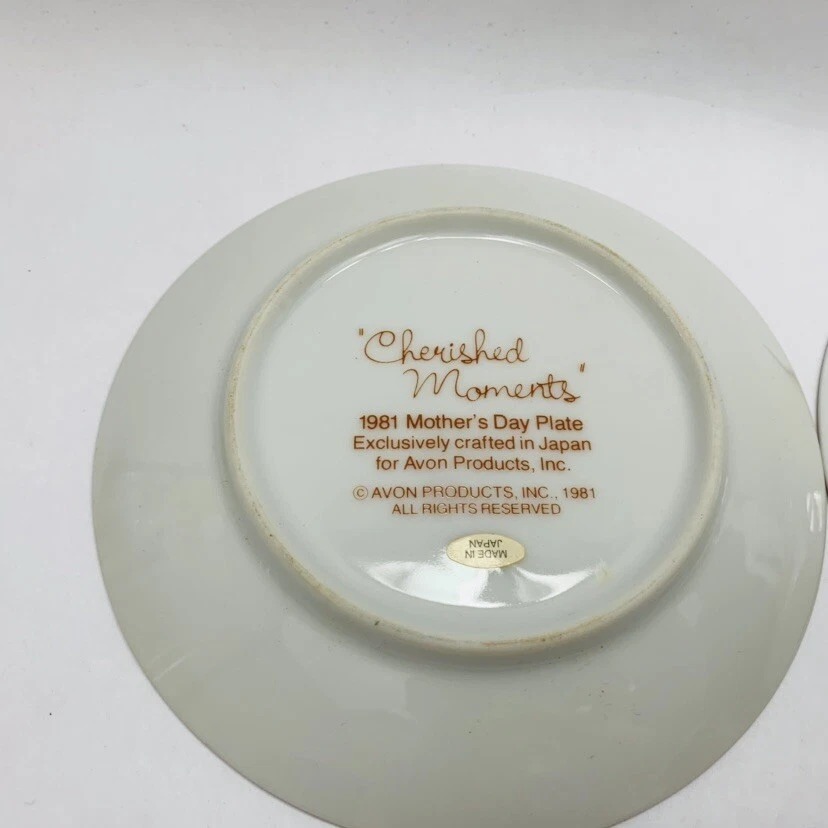 "Cherished
Moments"
1981 Mother's Day Plate
Exclusively crafted in Japan
for Avon Products, Inc.
© AVON PRODUCTS, INC., 1981
ALL RIGHTS RESERVED
MADE IN
JAPAN